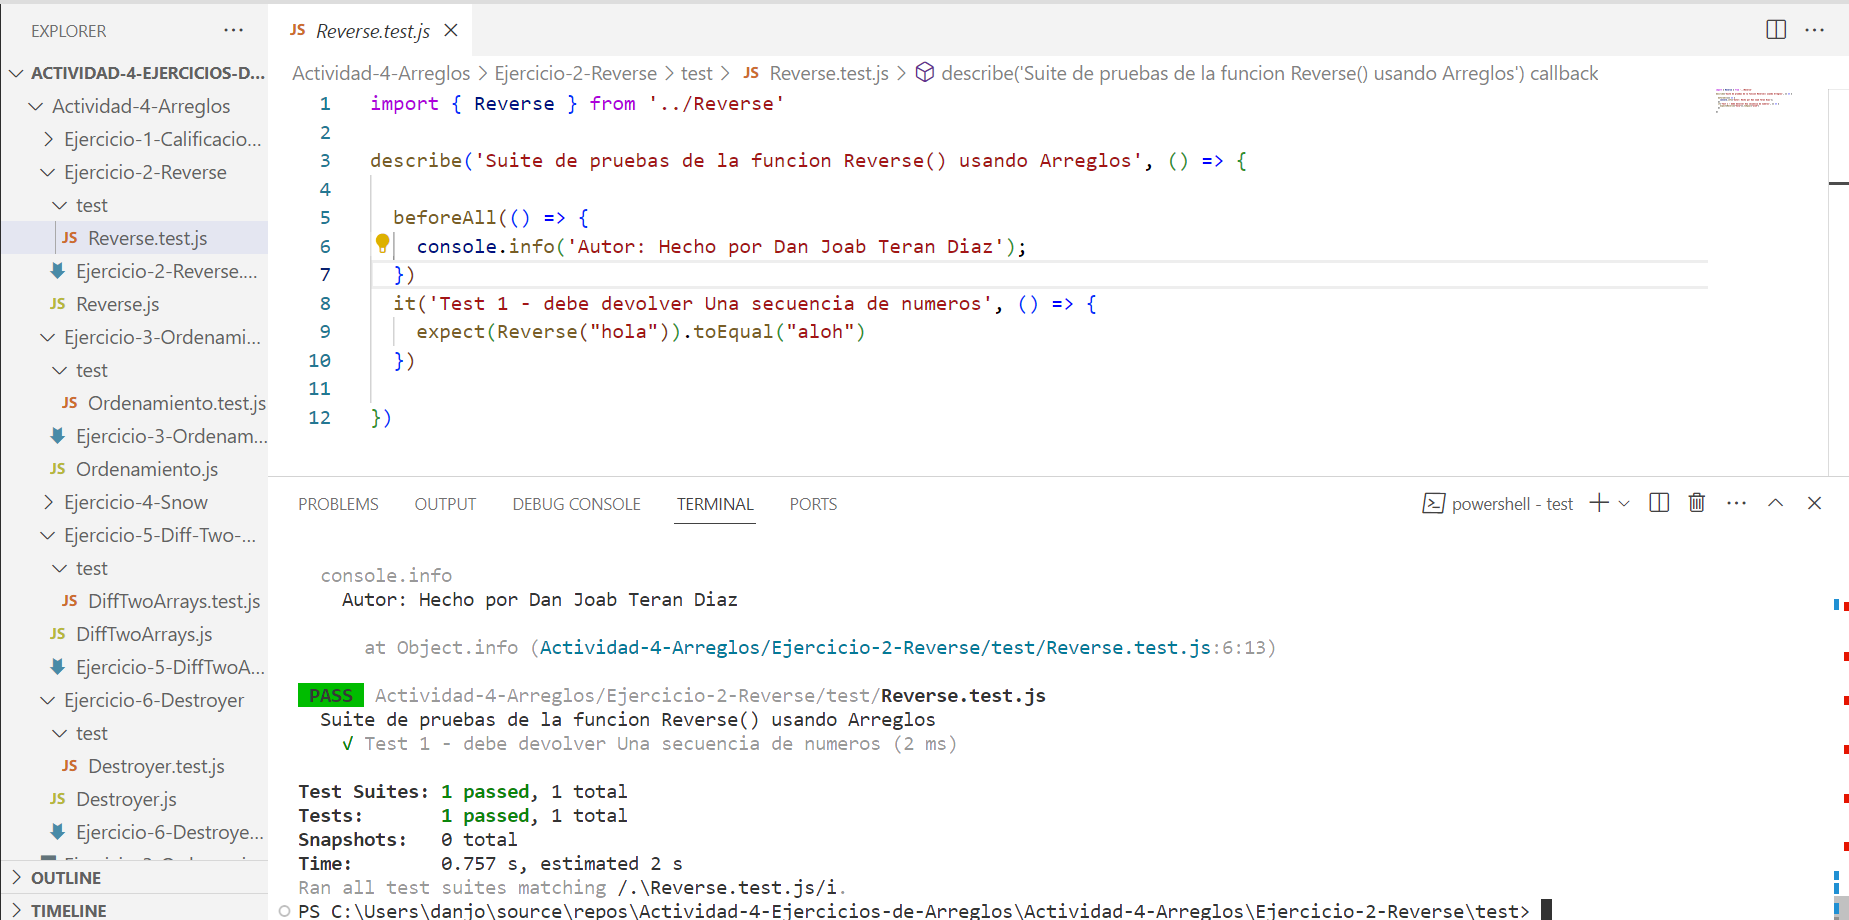 EXPLORER ...
ACTIVIDAD-4-EJERCICIOS-D...
Actividad-4-Arreglos
Ejercicio-1-Calificacio...
Ejercicio-2-Reverse
test
JS Reverse.test.js
Ejercicio-2-Reverse....
JS Reverse.js
Ejercicio-3-Ordenami...
test
JS Ordenamiento.test.js
Ejercicio-3-Ordenam...
JS Ordenamiento.js
Ejercicio-4-Snow
Ejercicio-5-Diff-Two-...
test
JS DiffTwoArrays.test.js
JS DiffTwoArrays.js
Ejercicio-5-DiffTwoA...
Ejercicio-6-Destroyer
test
JS Destroyer.test.js
JS Destroyer.js
Ejercicio-6-Destroye...
OUTLINE
TIMELINE
JS Reverse.test.js
Actividad-4-Arreglos > Ejercicio-2-Reverse > test > JS Reverse.test.js > describe('Suite de pruebas de la funcion Reverse() usando Arreglos') callback
1 import { Reverse } from '../Reverse'
2
3 describe('Suite de pruebas de la funcion Reverse() usando Arreglos', () => {
4
5 beforeAll(() => {
6 console.info('Autor: Hecho por Dan Joab Teran Diaz');
7 })
8 it('Test 1 - debe devolver Una secuencia de numeros', () => {
9 expect(Reverse("hola")).toEqual("aloh")
10 })
11
12 })
PROBLEMS OUTPUT DEBUG CONSOLE TERMINAL PORTS powershell - test
console.info
Autor: Hecho por Dan Joab Teran Diaz
at Object.info (Actividad-4-Arreglos/Ejercicio-2-Reverse/test/Reverse.test.js:6:13)
PASS Actividad-4-Arreglos/Ejercicio-2-Reverse/test/Reverse.test.js
Suite de pruebas de la funcion Reverse() usando Arreglos
√ Test 1 - debe devolver Una secuencia de numeros (2 ms)
Test Suites: 1 passed, 1 total
Tests: 1 passed, 1 total
Snapshots: 0 total
Time: 0.757 s, estimated 2 s
Ran all test suites matching /.\Reverse.test.js/i.
PS C:\Users\danjo\source\repos\Actividad-4-Ejercicios-de-Arreglos\Actividad-4-Arreglos\Ejercicio-2-Reverse\test>